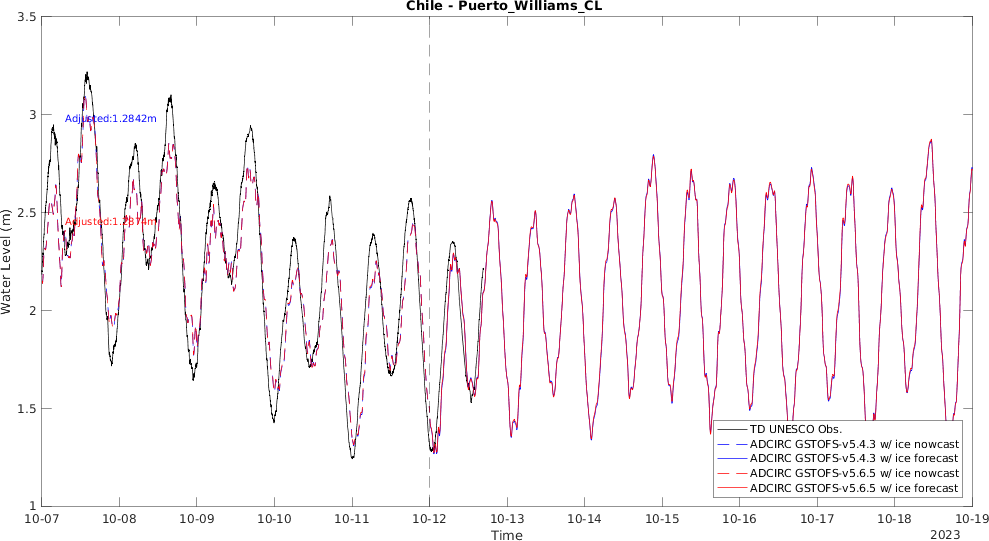 Chile - Puerto_Williams_CL
3.5
3
2.5
2
1.5
1
Water Level (m)
Adjusted:1.2842m
Adjusted:1.2874m
TD UNESCO Obs.
ADCIRC GSTOFS-v5.4.3 w/ ice nowcast
ADCIRC GSTOFS-v5.4.3 w/ ice forecast
ADCIRC GSTOFS-v5.6.5 w/ ice nowcast
ADCIRC GSTOFS-v5.6.5 w/ ice forecast
10-07 10-08 10-09 10-10 10-11 10-12 10-13 10-14 10-15 10-16 10-17 10-18 10-19
Time
2023